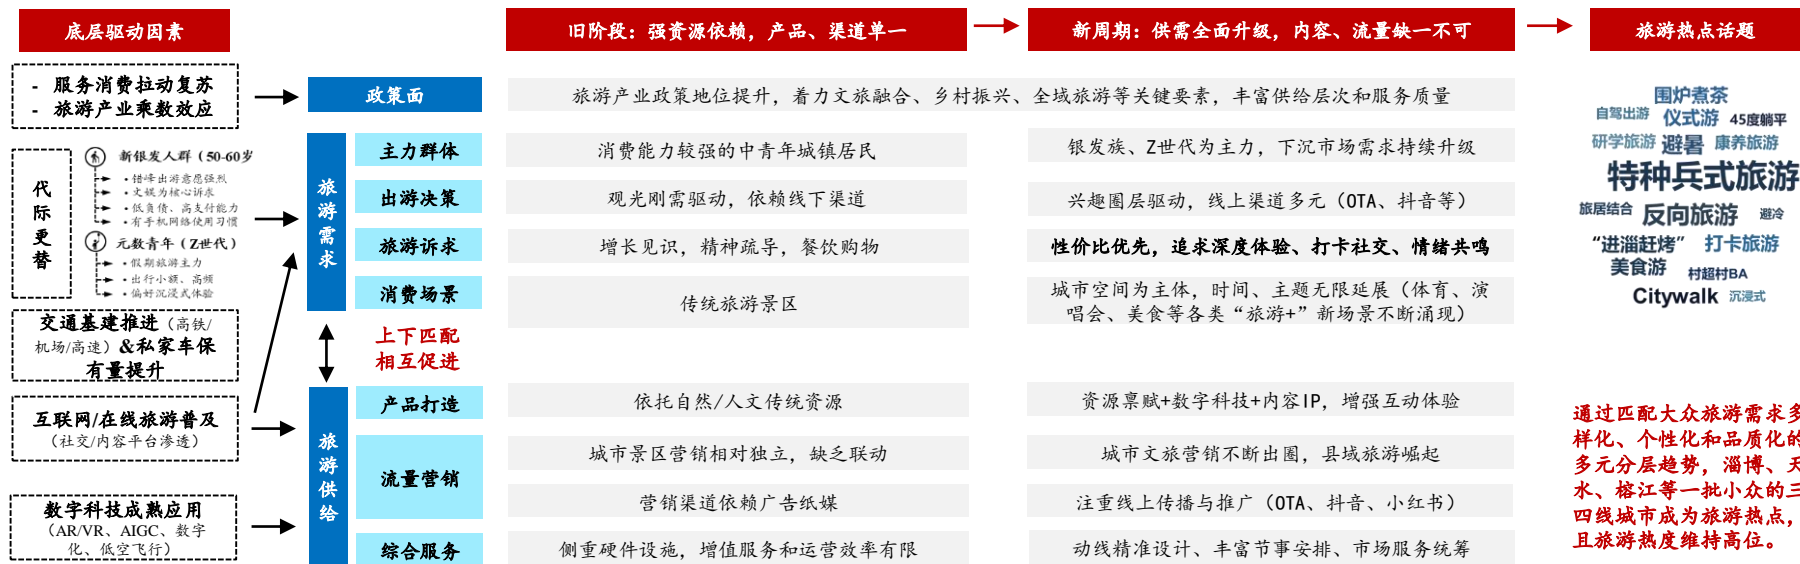 底层驱动因素
旧阶段：强资源依赖，产品、渠道单一
新周期：供需全面升级，内容、流量缺一不可
旅游热点话题
- 服务消费拉动复苏
- 旅游产业乘数效应
政策面
旅游产业政策地位提升，着力文旅融合、乡村振兴、全域旅游等关键要素，丰富供给层次和服务质量
代际更替
新银发人群（50-60岁
• 错峰出游意愿强烈
• 文娱为核心诉求
• 低负债、高支付能力
• 有手机网络使用习惯
元数青年（Z世代）
• 假期旅游主力
• 出行小额、高频
• 偏好沉浸式体验
交通基建推进（高铁/
机场/高速）&私家车保
有量提升
互联网/在线旅游普及
（社交/内容平台渗透）
数字科技成熟应用
（AR/VR、AIGC、数字
化、低空飞行）
旅游需求
主力群体
消费能力较强的中青年城镇居民
银发族、Z世代为主力，下沉市场需求持续升级
出游决策
观光刚需驱动，依赖线下渠道
兴趣圈层驱动，线上渠道多元（OTA、抖音等）
旅游诉求
增长见识，精神疏导，餐饮购物
性价比优先，追求深度体验、打卡社交、情绪共鸣
消费场景
传统旅游景区
城市空间为主体，时间、主题无限延展（体育、演
唱会、美食等各类“旅游+”新场景不断涌现）
上下匹配
相互促进
旅游供给
产品打造
依托自然/人文传统资源
资源禀赋+数字科技+内容IP，增强互动体验
流量营销
城市景区营销相对独立，缺乏联动
城市文旅营销不断出圈，县域旅游崛起
营销渠道依赖广告纸媒
注重线上传播与推广（OTA、抖音、小红书）
综合服务
侧重硬件设施，增值服务和运营效率有限
动线精准设计、丰富节事安排、市场服务统筹
围炉煮茶
自驾出游 仪式游 45度躺平
研学旅游 避暑 康养旅游
特种兵式旅游
旅居结合 反向旅游 避冷
“进淄赶烤” 打卡旅游
美食游 村超村BA
Citywalk 沉浸式
通过匹配大众旅游需求多
样化、个性化和品质化的
多元分层趋势，淄博、天
水、榕江等一批小众的三
四线城市成为旅游热点，
且旅游热度维持高位。